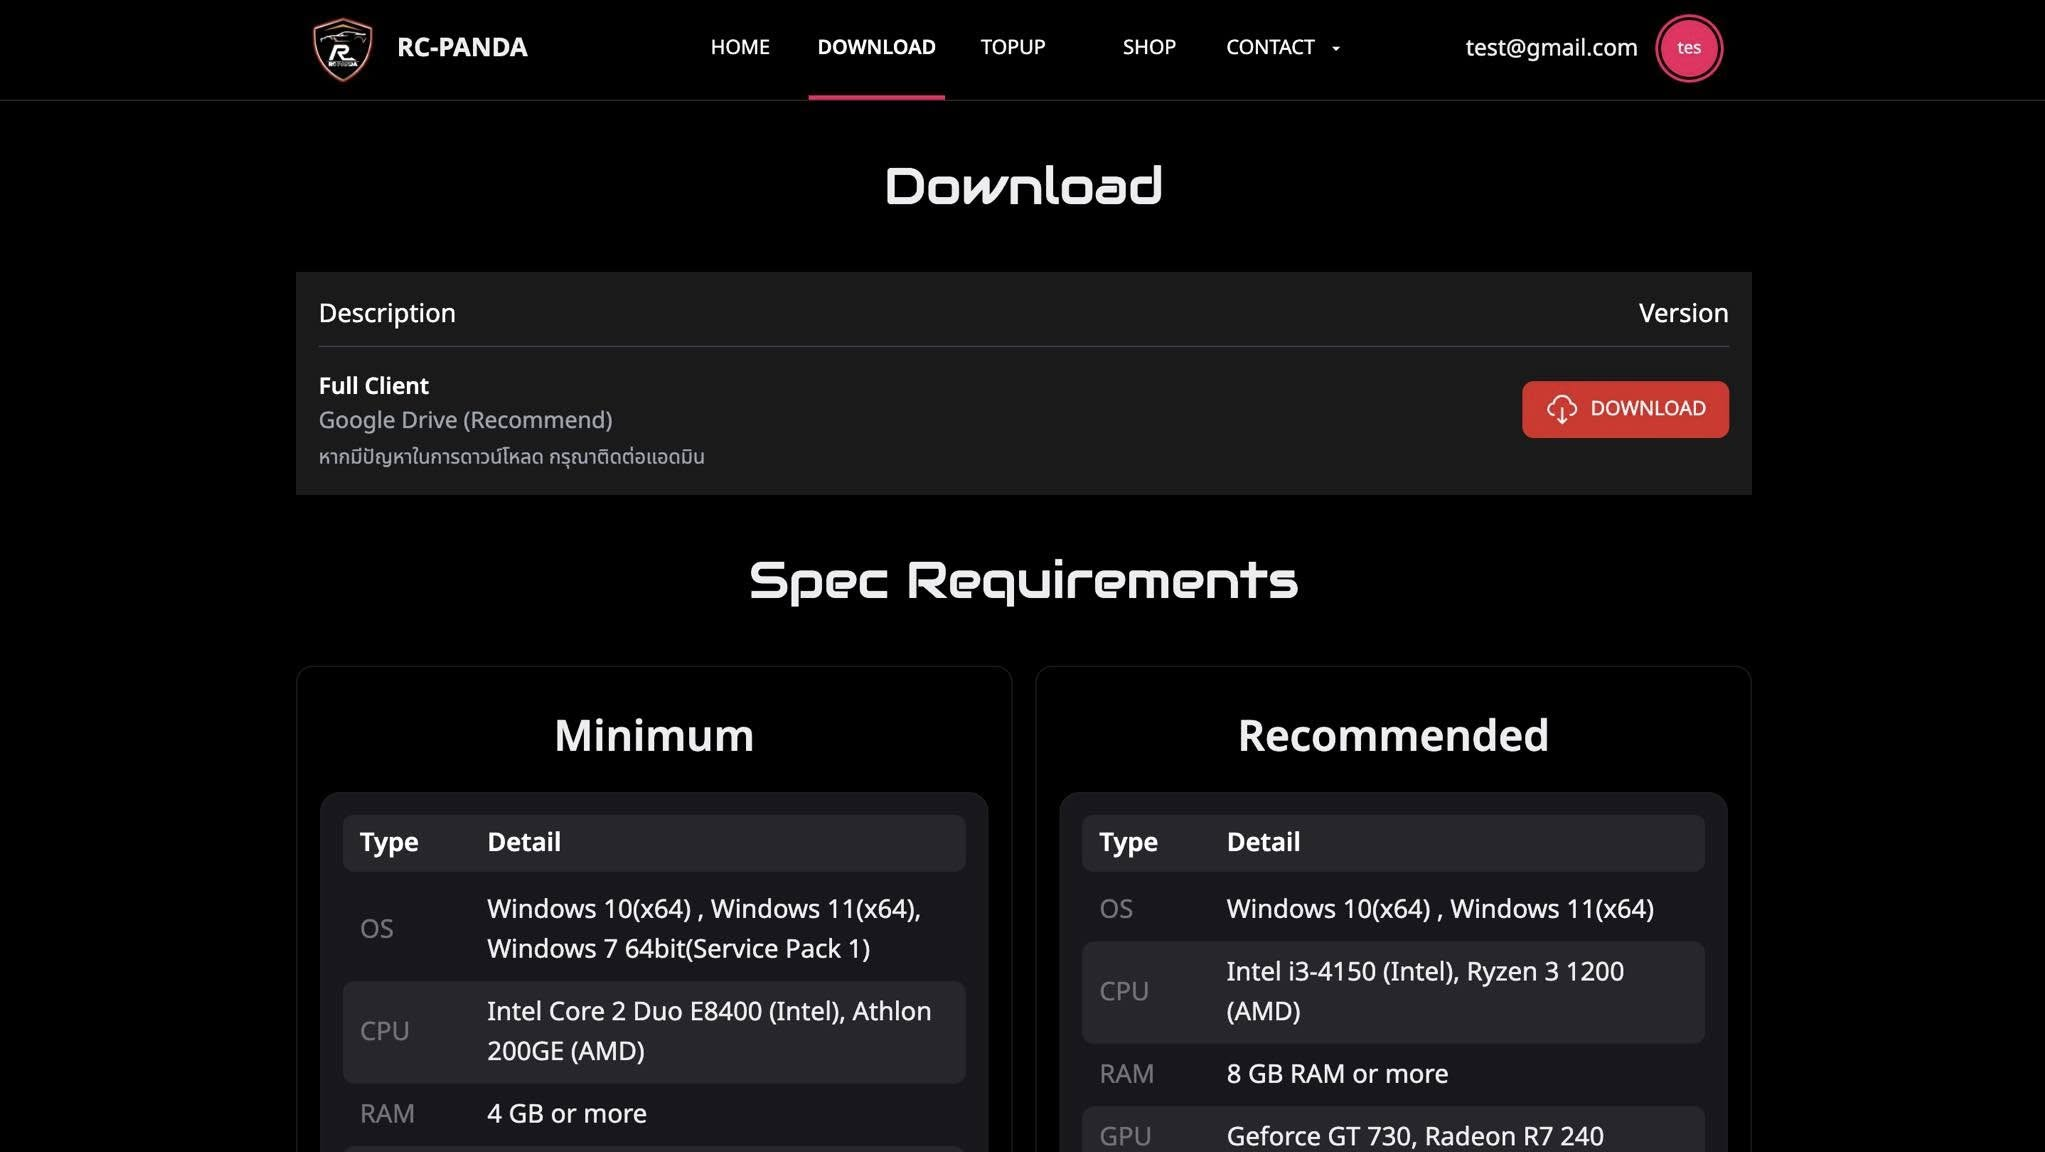 RC-PANDA
HOME
DOWNLOAD
TOPUP
SHOP
CONTACT
test@gmail.com
tes
Download
Description
Version
Full Client
Google Drive (Recommend)
หากมีปัญหาในการดาวน์โหลด กรุณาติดต่อแอดมิน
DOWNLOAD
Spec Requirements
Minimum
Type Detail
OS
Windows 10(x64) , Windows 11(x64),
Windows 7 64bit(Service Pack 1)
CPU
Intel Core 2 Duo E8400 (Intel), Athlon
200GE (AMD)
RAM 4 GB or more
Recommended
Type Detail
OS Windows 10(x64) , Windows 11(x64)
CPU
Intel i3-4150 (Intel), Ryzen 3 1200
(AMD)
RAM 8 GB RAM or more
GPU Geforce GT 730, Radeon R7 240